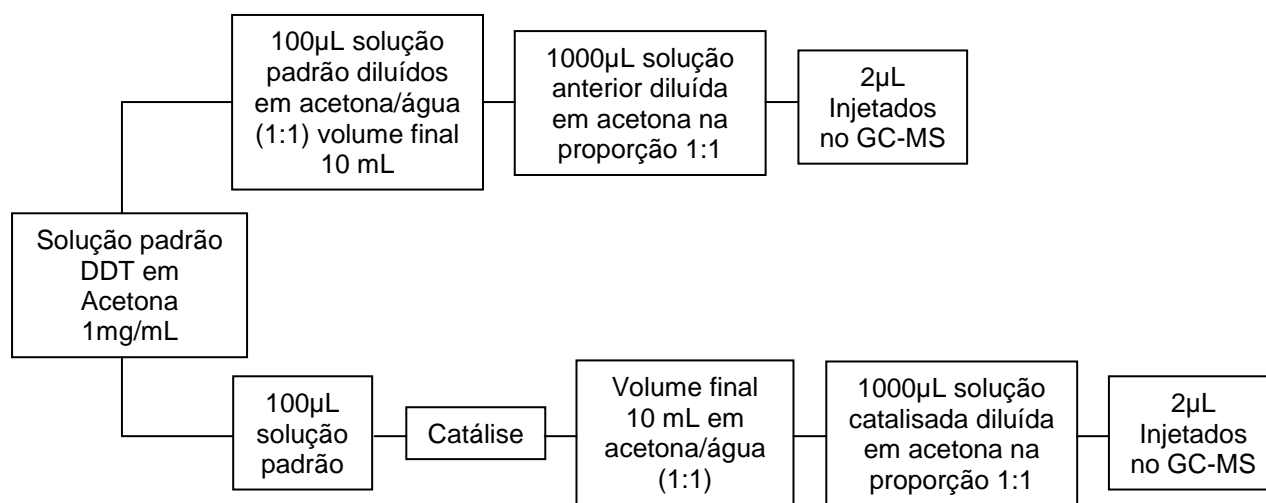 100µL solução
padrão diluídos
em acetona/água
(1:1) volume final
10 mL
1000µL solução
anterior diluída
em acetona na
proporção 1:1
2µL
Injetados
no GC-MS
Solução padrão
DDT em
Acetona
1mg/mL
100µL
solução
padrão
Catálise
Volume final
10 mL em
acetona/água
(1:1)
1000µL solução
catalisada diluída
em acetona na
proporção 1:1
2µL
Injetados
no GC-MS